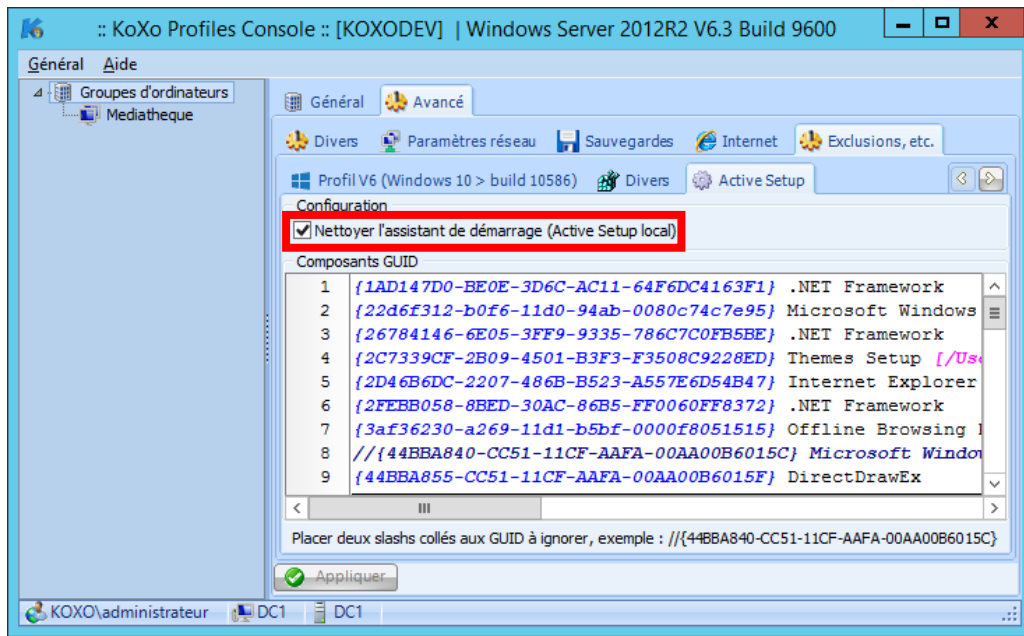 :: KoXo Profiles Console :: [KOXODEV] | Windows Server 2012R2 V6.3 Build 9600
Général Aide
Groupes d'ordinateurs
Mediatheque
Général Avancé
Divers Paramètres réseau Sauvegardes Internet Exclusions, etc.
Profil V6 (Windows 10 > build 10586) Divers Active Setup
Configuration
Nettoyer l'assistant de démarrage (Active Setup local)
Composants GUID
1 {1AD147D0-BE0E-3D6C-AC11-64F6DC4163F1} .NET Framework
2 {22d6f312-b0f6-11d0-94ab-0080c74c7e95} Microsoft Windows
3 {26784146-6E05-3FF9-9335-786C7C0FB5BE} .NET Framework
4 {2C7339CF-2B09-4501-B3F3-F3508C9228ED} Themes Setup [/Use
5 {2D46B6DC-2207-486B-B523-A557E6D54B47} Internet Explorer
6 {2FEBB058-8BED-30AC-86B5-FF0060FF8372} .NET Framework
7 {3af36230-a269-11d1-b5bf-0000f8051515} Offline Browsing
8 //{44BBA840-CC51-11CF-AAFA-00AA00B6015C} Microsoft Window
9 {44BBA855-CC51-11CF-AAFA-00AA00B6015F} DirectDrawEx
Placer deux slashs collés aux GUID à ignorer, exemple : //{44BBA840-CC51-11CF-AAFA-00AA00B6015C}
Appliquer
KOXO\administrateur DC1 DC1